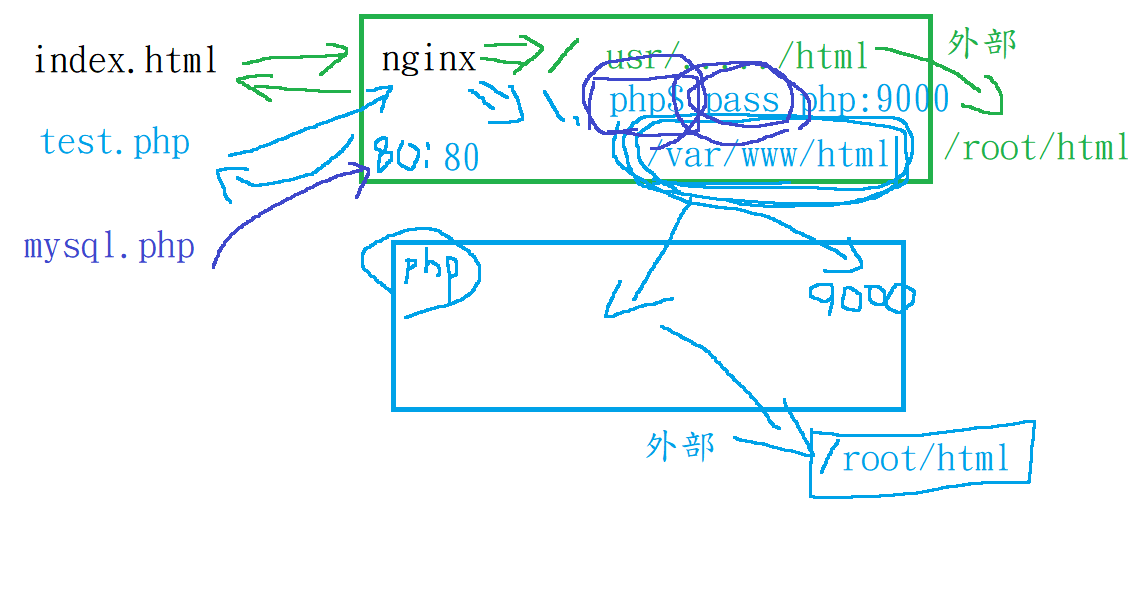 index.html
nginx / usr/...../html 外部
\. php$ pass php:9000
test.php
80:80 /var/www/html /root/html
mysql.php
php
9000
外部 /root/html